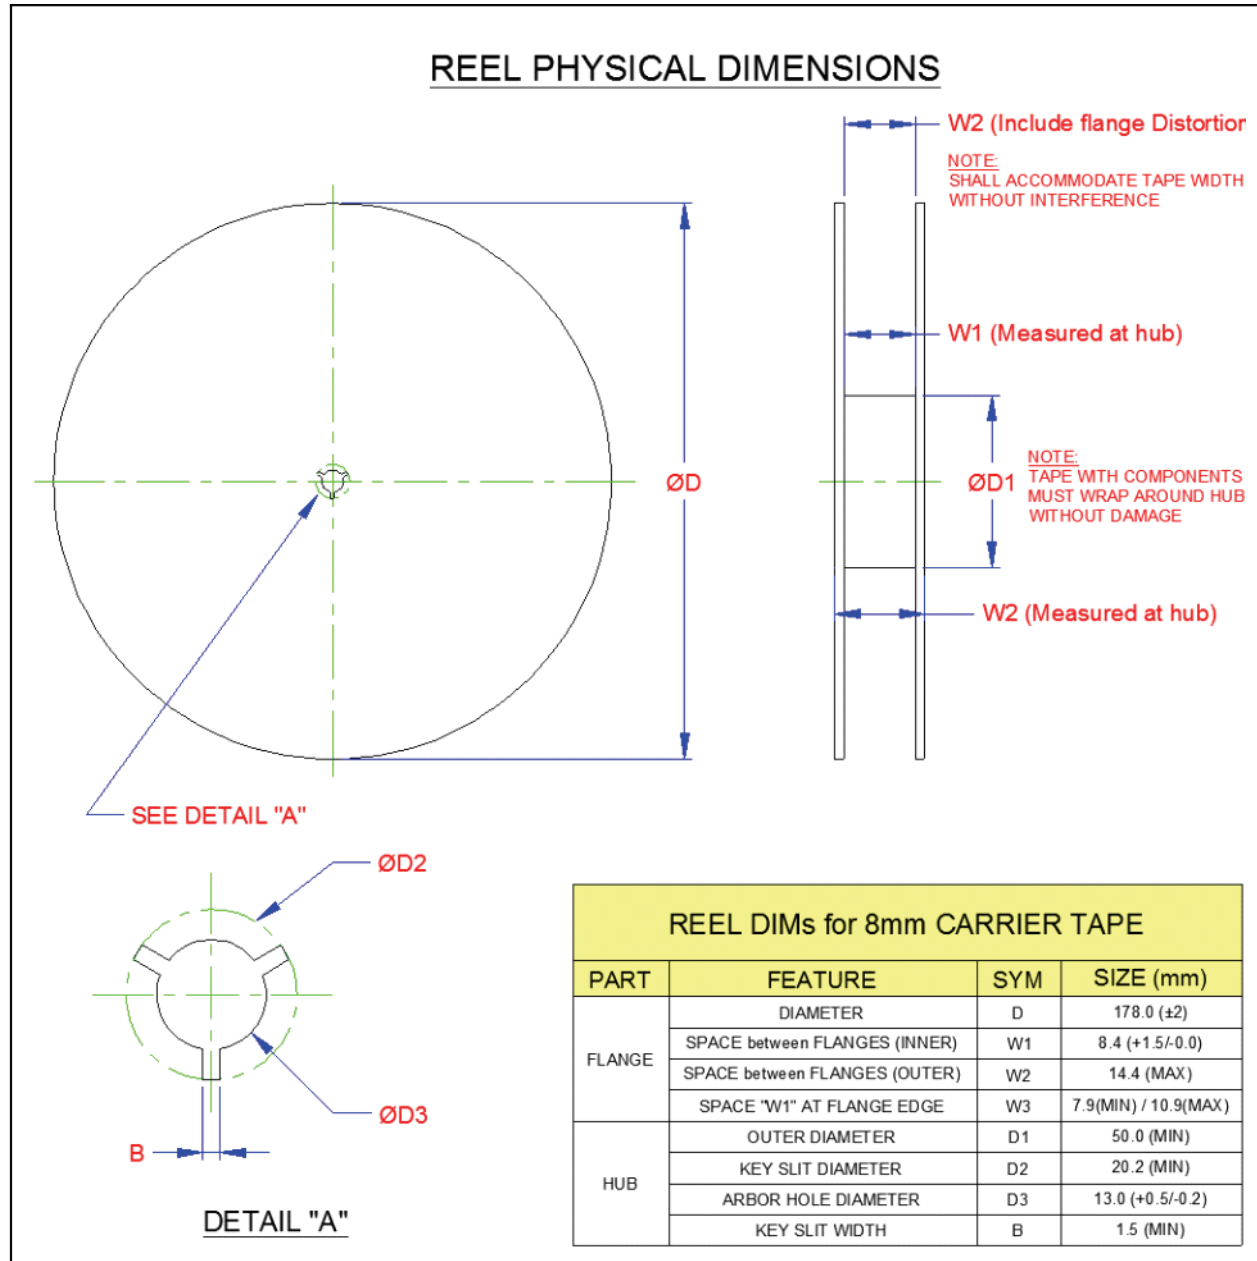 REEL PHYSICAL DIMENSIONS
W2 (Include flange Distortion
NOTE:
SHALL ACCOMMODATE TAPE WIDTH
WITHOUT INTERFERENCE
W1 (Measured at hub)
ØD
ØD1
NOTE:
TAPE WITH COMPONENTS
MUST WRAP AROUND HUB
WITHOUT DAMAGE
W2 (Measured at hub)
SEE DETAIL "A"
ØD2
ØD3
B
DETAIL "A"
REEL DIMs for 8mm CARRIER TAPE
PART FEATURE SYM SIZE (mm)
FLANGE
DIAMETER D 178.0 (±2)
SPACE between FLANGES (INNER) W1 8.4 (+1.5/-0.0)
SPACE between FLANGES (OUTER) W2 14.4 (MAX)
SPACE "W1" AT FLANGE EDGE W3 7.9(MIN) / 10.9(MAX)
HUB
OUTER DIAMETER D1 50.0 (MIN)
KEY SLIT DIAMETER D2 20.2 (MIN)
ARBOR HOLE DIAMETER D3 13.0 (+0.5/-0.2)
KEY SLIT WIDTH B 1.5 (MIN)